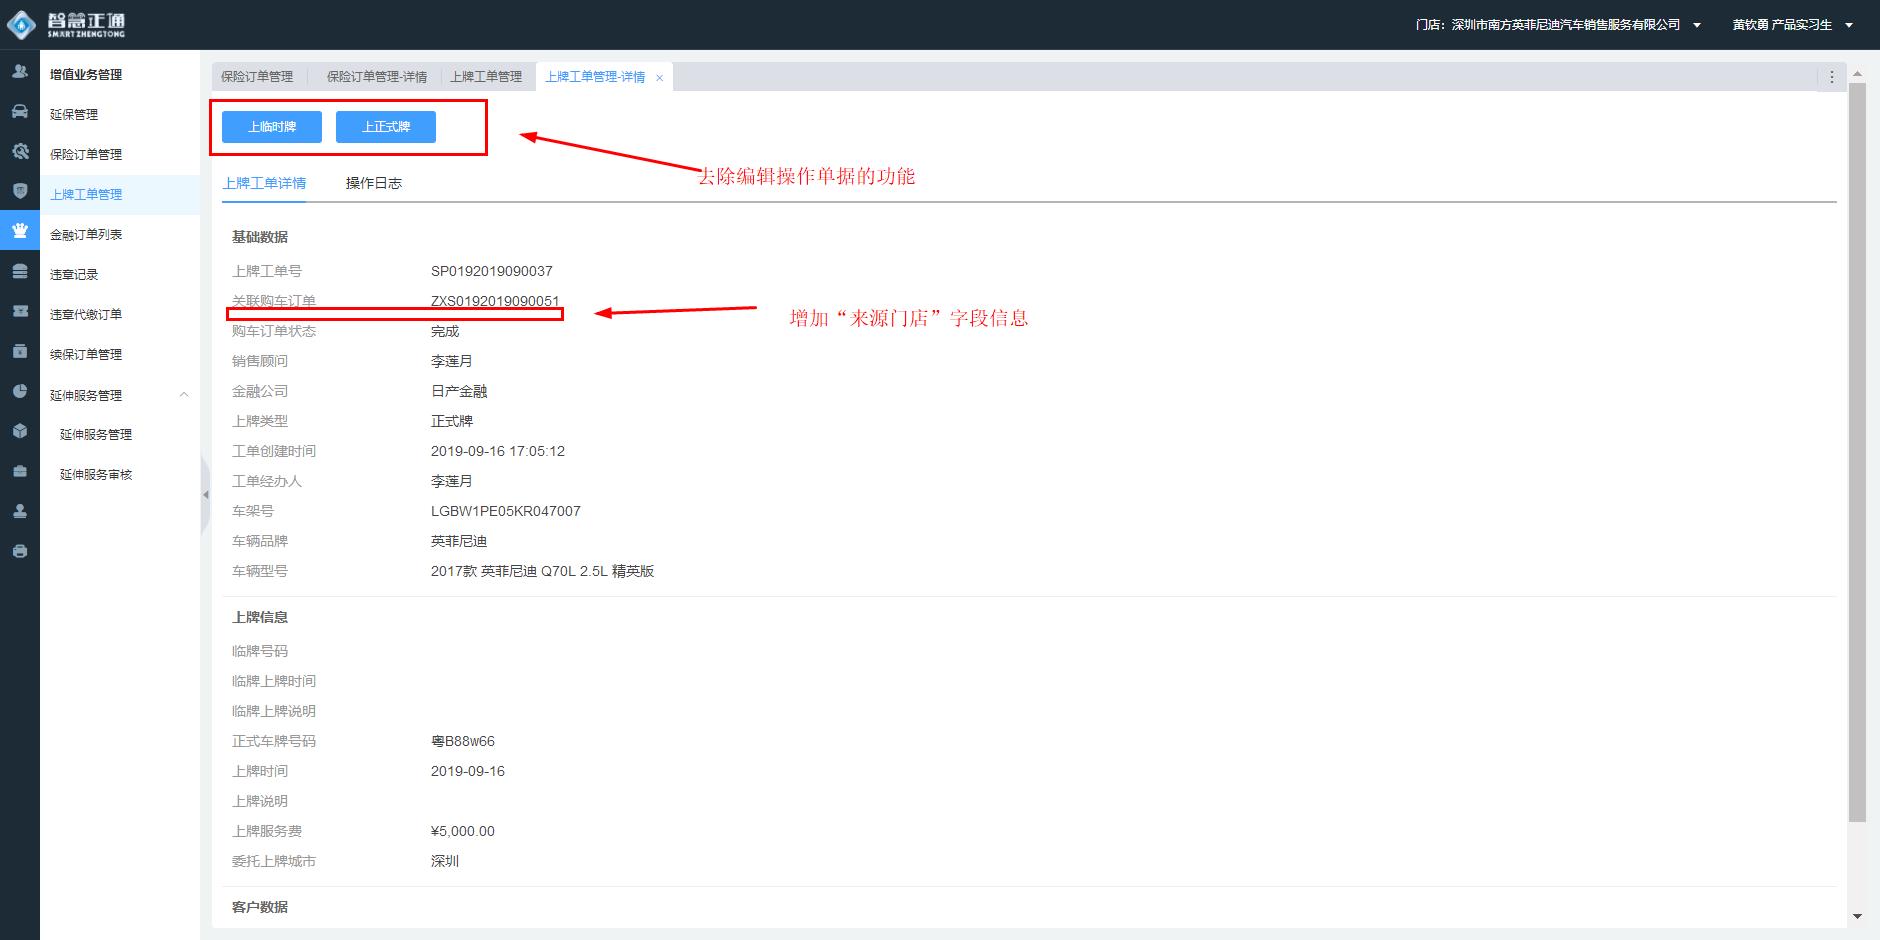 智慧正通
SMART ZHENGTONG
门店：深圳市南方英菲尼迪汽车销售服务有限公司
黄钦勇 产品实习生
增值业务管理
延保管理
保险订单管理
上牌工单管理
金融订单列表
违章记录
违章代缴订单
续保订单管理
延伸服务管理
延伸服务管理
延伸服务审核
保险订单管理
保险订单管理-详情
上牌工单管理
上牌工单管理-详情 ×
上临时牌
上正式牌
去除编辑操作单据的功能
上牌工单详情
操作日志
基础数据
上牌工单号 SP0192019090037
关联购车订单 ZXS0192019090051
增加“来源门店”字段信息
购车订单状态 完成
销售顾问 李莲月
金融公司 日产金融
上牌类型 正式牌
工单创建时间 2019-09-16 17:05:12
工单经办人 李莲月
车架号 LGBW1PE05KR047007
车辆品牌 英菲尼迪
车辆型号 2017款 英菲尼迪 Q70L 2.5L 精英版
上牌信息
临牌号码
临牌上牌时间
临牌上牌说明
正式车牌号码 粤B88w66
上牌时间 2019-09-16
上牌说明
上牌服务费 ¥5,000.00
委托上牌城市 深圳
客户数据